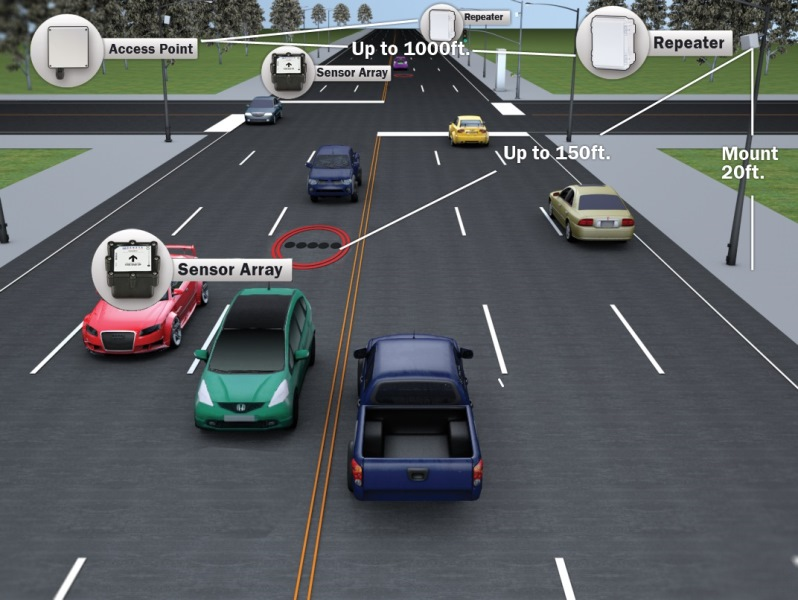 Repeater
Access Point
Up to 1000ft.
Repeater
Sensor Array
Up to 150ft.
Mount
20ft.
Sensor Array